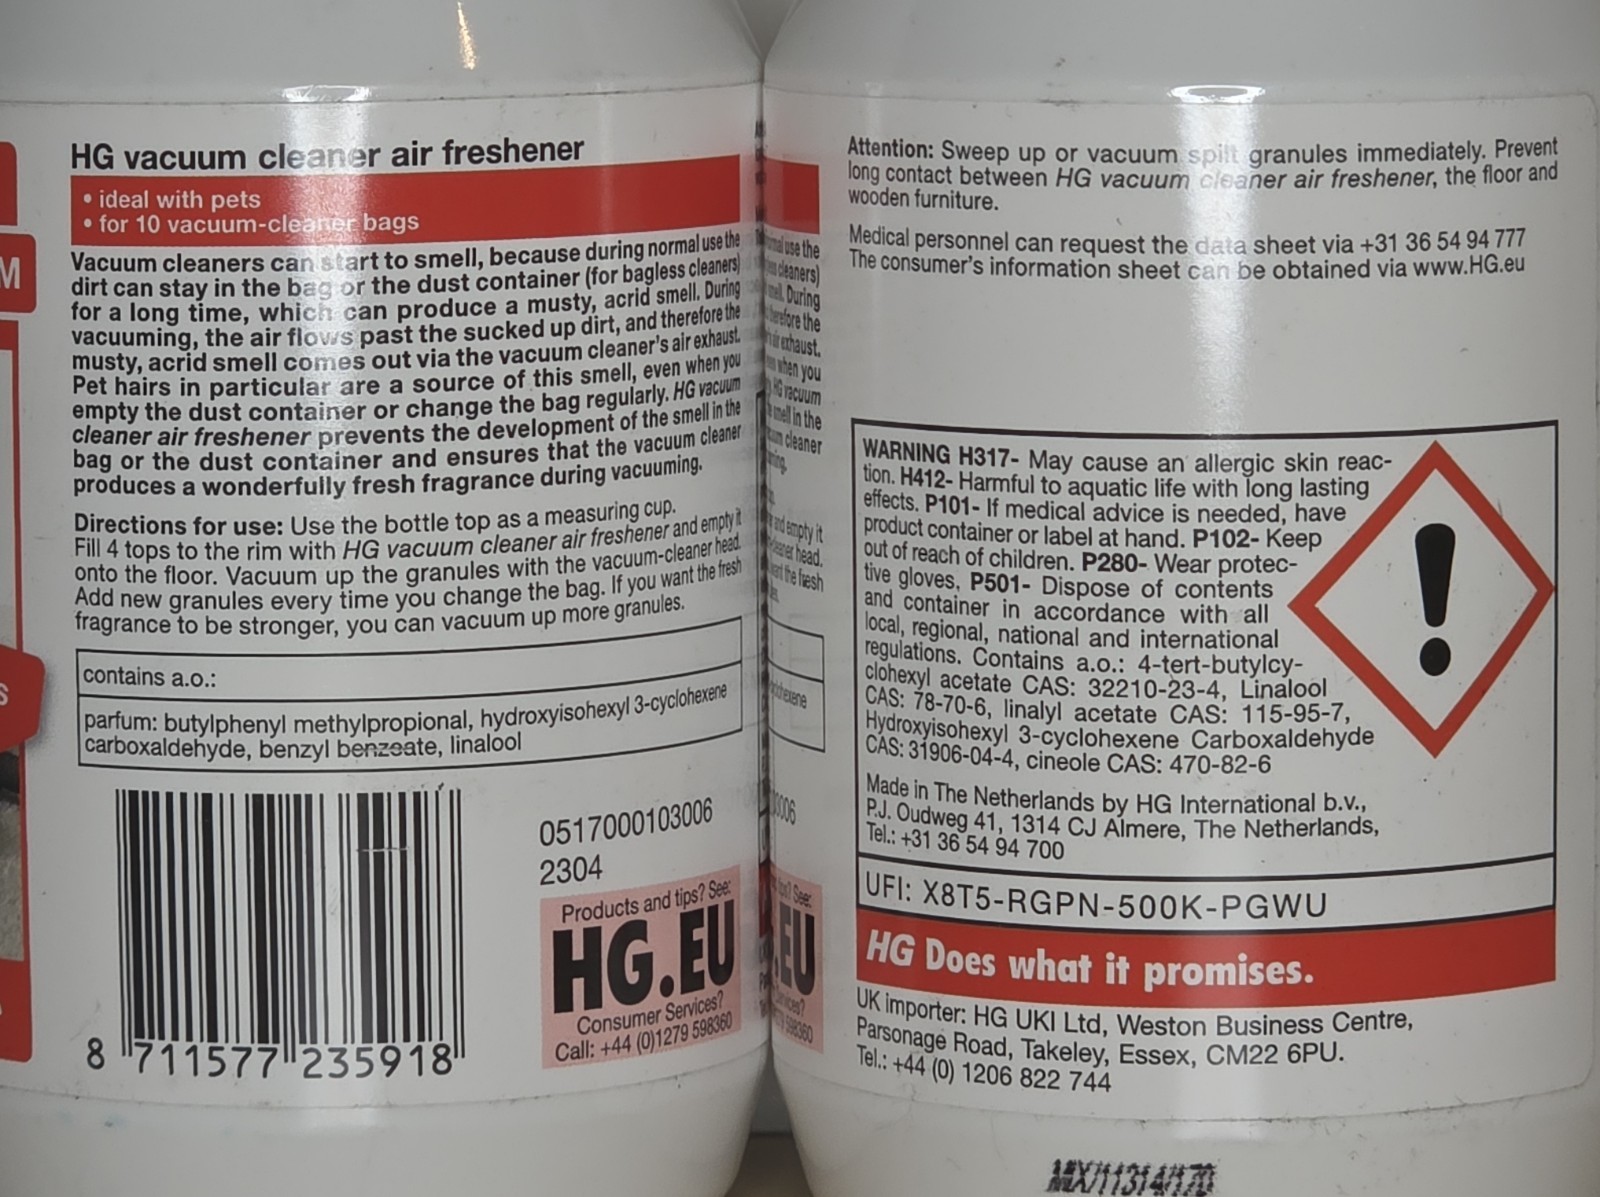 HG vacuum cleaner air freshener
• ideal with pets
• for 10 vacuum-cleaner bags
Vacuum cleaners can start to smell, because during normal use the
dirt can stay in the bag or the dust container (for bagless cleaners)
for a long time, which can produce a musty, acrid smell. During
vacuuming, the air flows past the sucked up dirt, and therefore the
musty, acrid smell comes out via the vacuum cleaner's air exhaust.
Pet hairs in particular are a source of this smell, even when you
empty the dust container or change the bag regularly. HG vacuum
cleaner air freshener prevents the development of the smell in the
bag or the dust container and ensures that the vacuum cleaner
produces a wonderfully fresh fragrance during vacuuming.
Directions for use: Use the bottle top as a measuring cup.
Fill 4 tops to the rim with HG vacuum cleaner air freshener and empty it
onto the floor. Vacuum up the granules with the vacuum-cleaner head.
Add new granules every time you change the bag. If you want the fresh
fragrance to be stronger, you can vacuum up more granules.
contains a.o.:
parfum: butylphenyl methylpropional, hydroxyisohexyl 3-cyclohexene
carboxaldehyde, benzyl benzoate, linalool
8 711577 235918
0517000103006
2304
Products and tips? See:
HG.EU
Consumer Services?
Call: +44 (0)1279 598360
Attention: Sweep up or vacuum spilt granules immediately. Prevent
long contact between HG vacuum cleaner air freshener, the floor and
wooden furniture.
Medical personnel can request the data sheet via +31 36 54 94 777
The consumer's information sheet can be obtained via www.HG.eu
WARNING H317- May cause an allergic skin reac-
tion. H412- Harmful to aquatic life with long lasting
effects. P101- If medical advice is needed, have
product container or label at hand. P102- Keep
out of reach of children. P280- Wear protec-
tive gloves. P501- Dispose of contents
and container in accordance with all
local, regional, national and international
regulations. Contains a.o.: 4-tert-butylcy-
clohexyl acetate CAS: 32210-23-4, Linalool
CAS: 78-70-6, linalyl acetate CAS: 115-95-7,
Hydroxyisohexyl 3-cyclohexene Carboxaldehyde
CAS: 31906-04-4, cineole CAS: 470-82-6
Made in The Netherlands by HG International b.v.,
P.J. Oudweg 41, 1314 CJ Almere, The Netherlands,
Tel.: +31 36 54 94 700
UFI: X8T5-RGPN-500K-PGWU
HG Does what it promises.
UK importer: HG UKI Ltd, Weston Business Centre,
Parsonage Road, Takeley, Essex, CM22 6PU.
Tel.: +44 (0) 1206 822 744